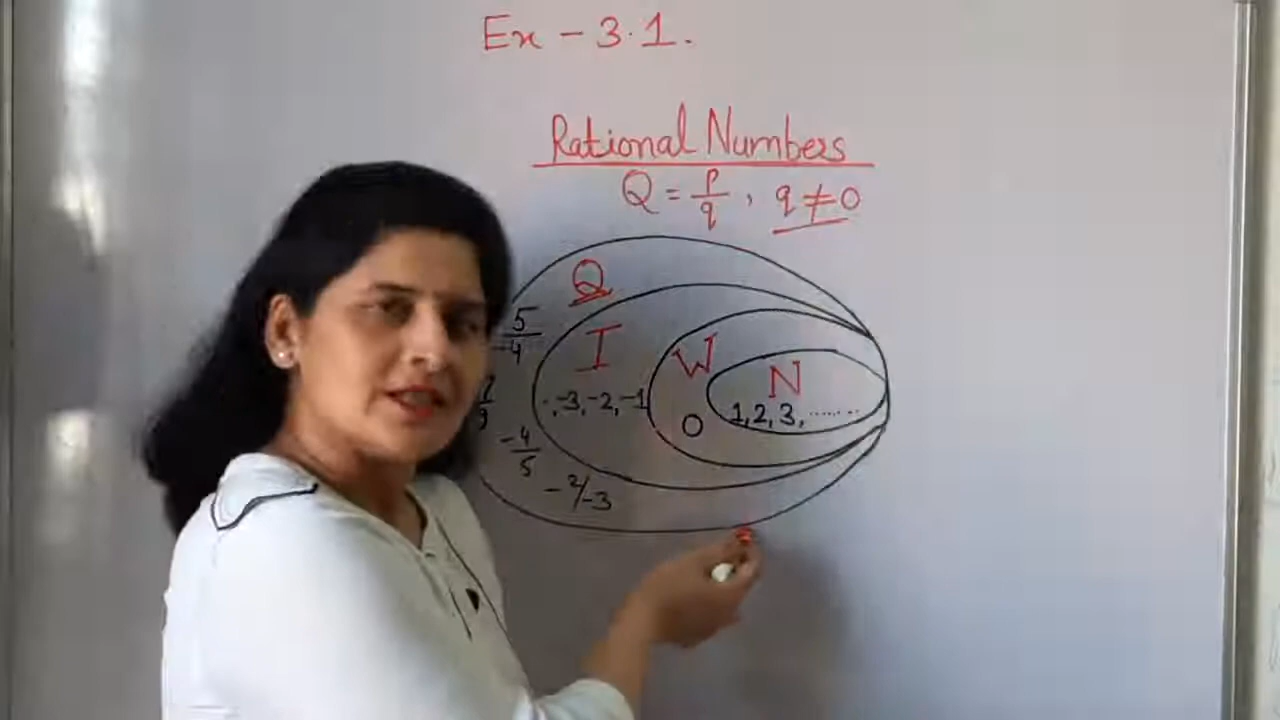 Ex - 3.1.
Rational Numbers
Q = p/q , q ≠ 0
Q
I
W
N
5/-4
., -3, -2, -1
0
1, 2, 3, ........
-4/5
-2/-3